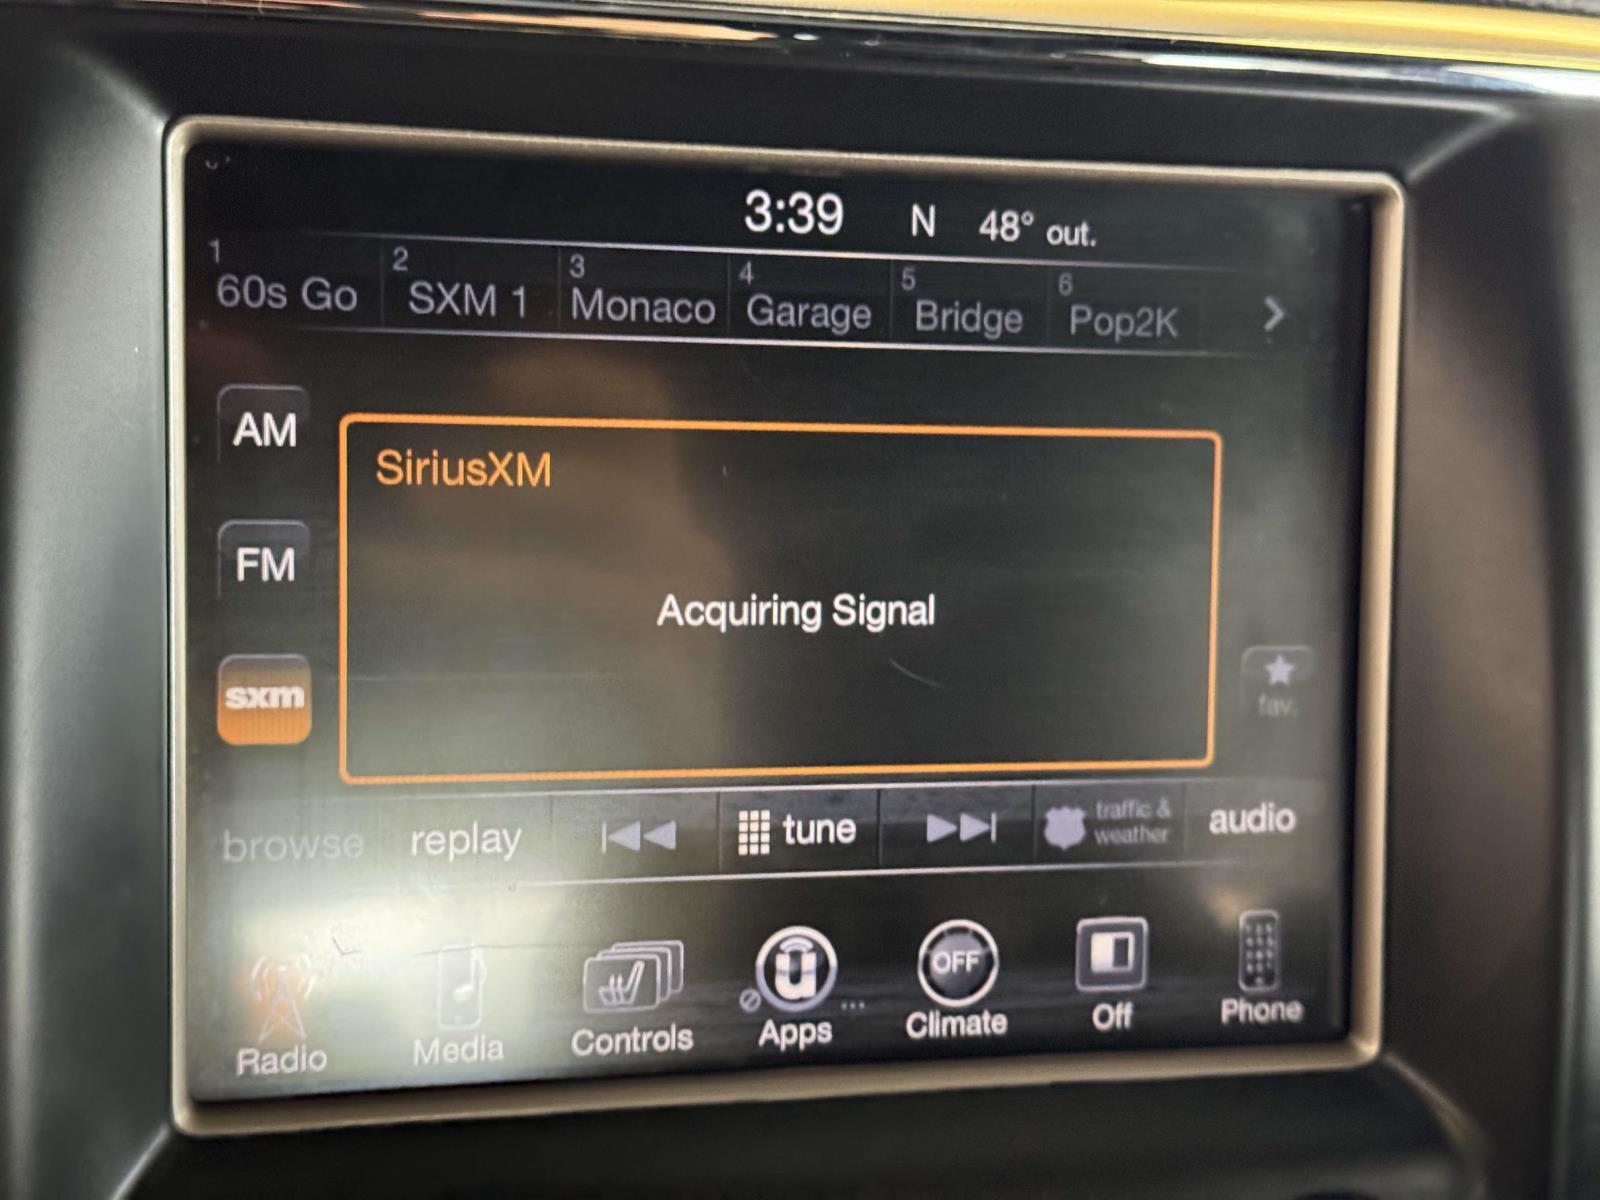 3:39 N 48° out.
1 2 3 4 5 6
60s Go SXM 1 Monaco Garage Bridge Pop2K
AM
SiriusXM
FM
Acquiring Signal
sxm
fav.
browse replay tune traffic & weather audio
OFF
Radio Media Controls Apps Climate Off Phone